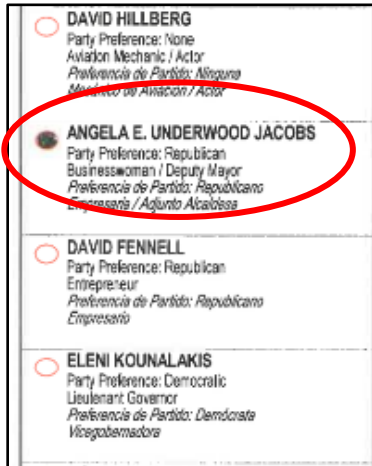 DAVID HILLBERG
Party Preference: None
Aviation Mechanic / Actor
Preferencia de Partido: Ninguna
Mecánico de Aviación / Actor
ANGELA E. UNDERWOOD JACOBS
Party Preference: Republican
Businesswoman / Deputy Mayor
Preferencia de Partido: Republicano
Empresaria / Adjunto Alcaldesa
DAVID FENNELL
Party Preference: Republican
Entrepreneur
Preferencia de Partido: Republicano
Empresario
ELENI KOUNALAKIS
Party Preference: Democratic
Lieutenant Governor
Preferencia de Partido: Demócrata
Vicegobernadora